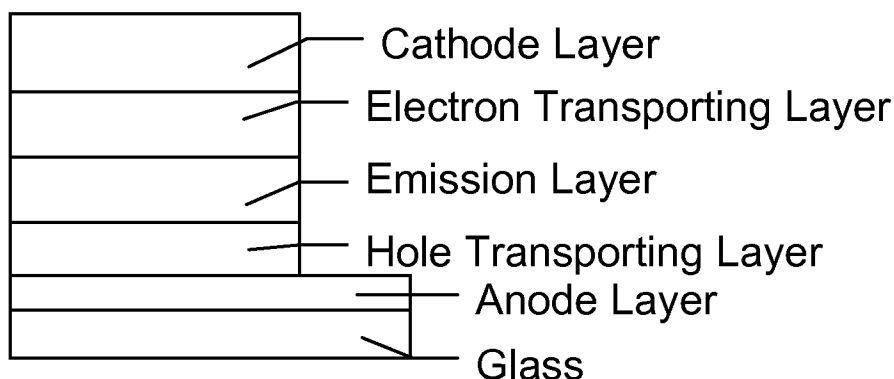 Cathode Layer
Electron Transporting Layer
Emission Layer
Hole Transporting Layer
Anode Layer
Glass